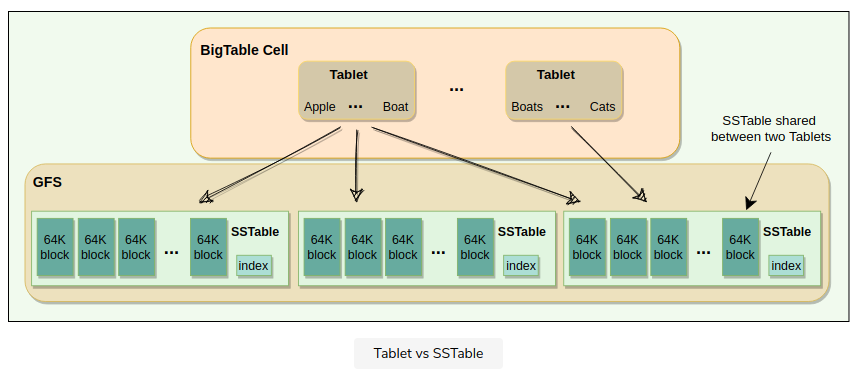 BigTable Cell
Tablet
Apple ... Boat
...
Tablet
Boats ... Cats
SSTable shared
between two Tablets
GFS
64K
block
64K
block
64K
block
...
64K
block
SSTable
index
64K
block
64K
block
64K
block
...
64K
block
SSTable
index
64K
block
64K
block
64K
block
...
64K
block
SSTable
index
Tablet vs SSTable